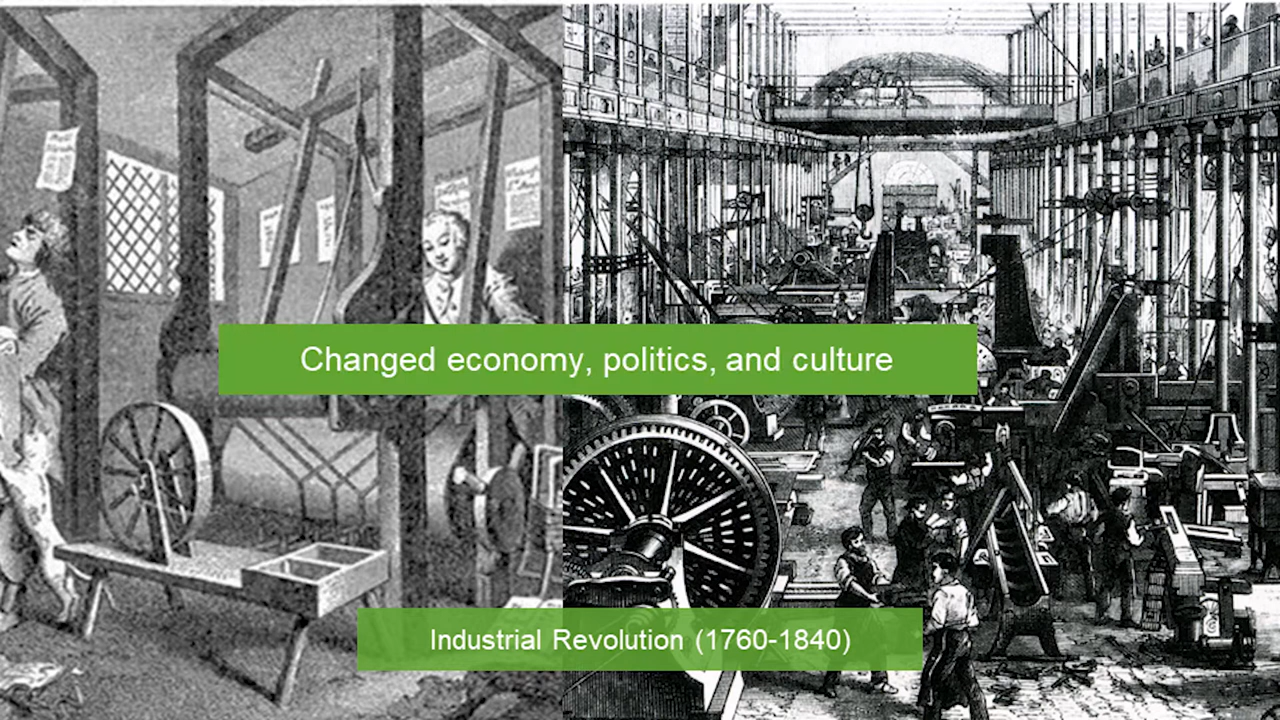 Changed economy, politics, and culture
Industrial Revolution (1760-1840)